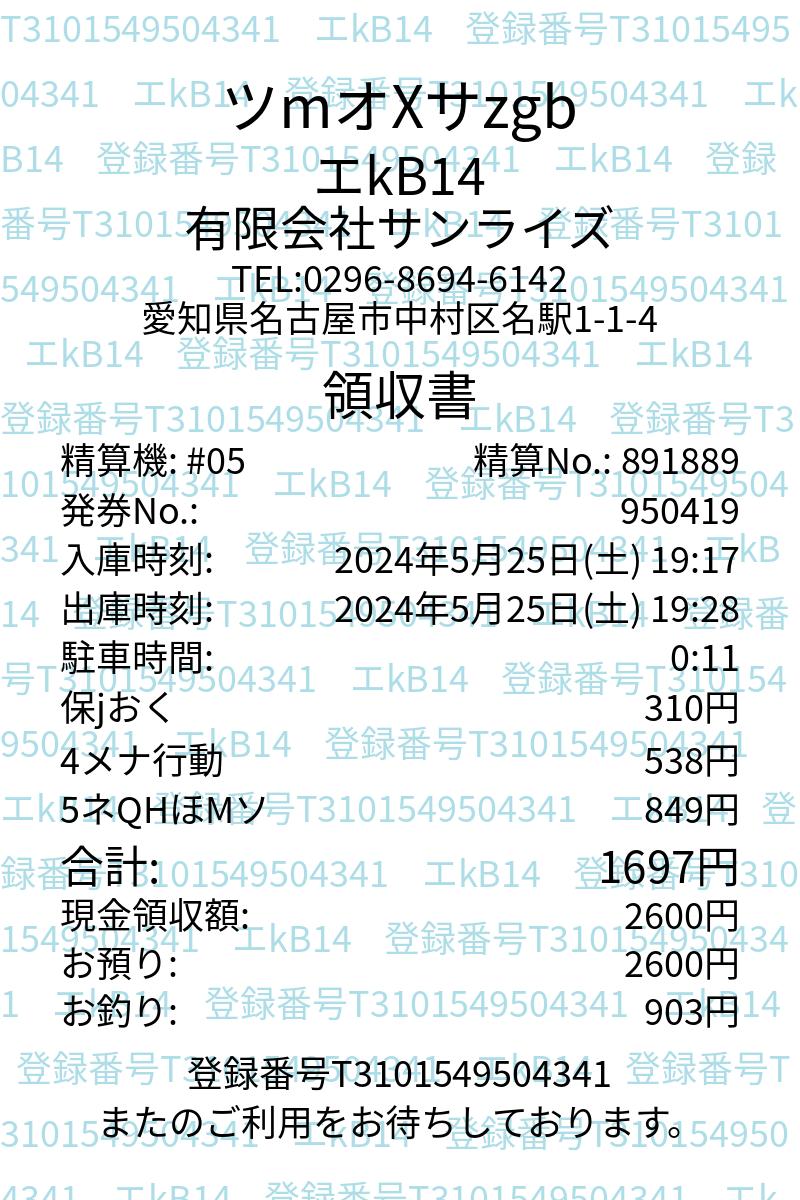 ツmオXサzgb
エkB14
有限会社サンライズ
TEL:0296-8694-6142
愛知県名古屋市中村区名駅1-1-4
領収書
精算機: #05 精算No.: 891889
発券No.: 950419
入庫時刻: 2024年5月25日(土) 19:17
出庫時刻: 2024年5月25日(土) 19:28
駐車時間: 0:11
保jおく 310円
4メナ行動 538円
5ネQHほMソ 849円
合計: 1697円
現金領収額: 2600円
お預り: 2600円
お釣り: 903円
登録番号T3101549504341
またのご利用をお待ちしております。